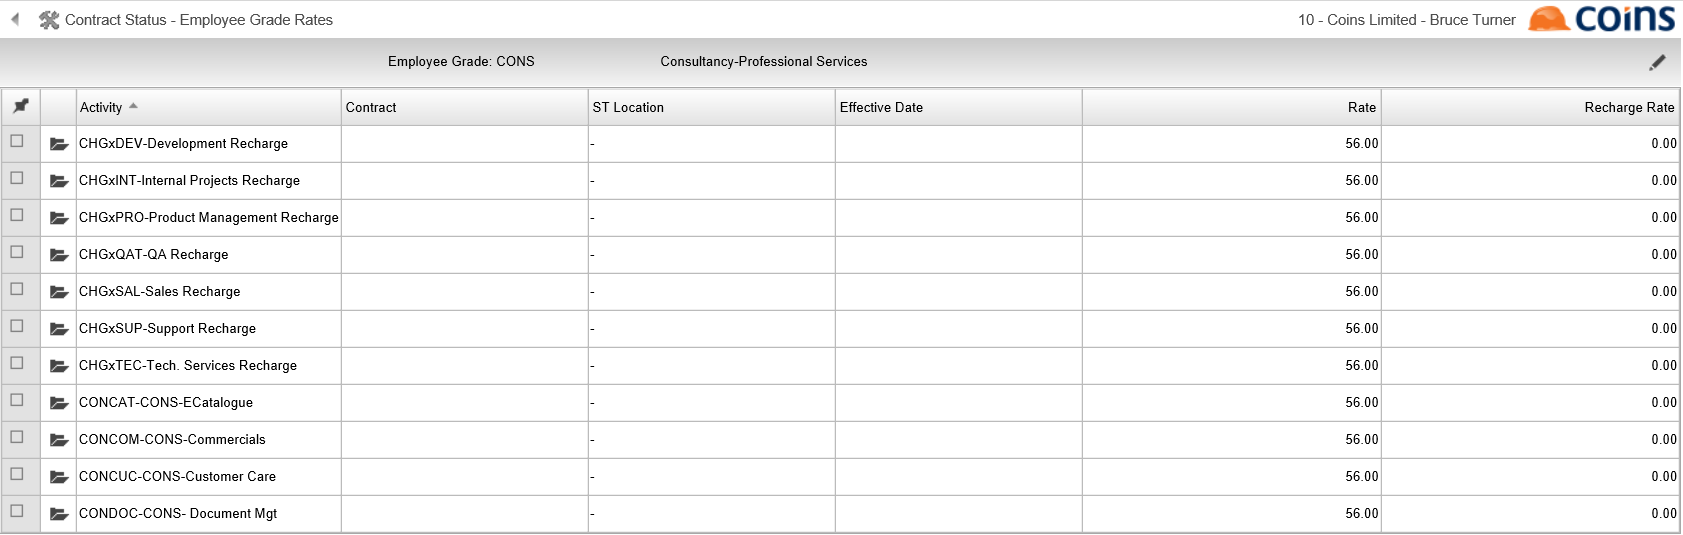 Contract Status - Employee Grade Rates 10 - Coins Limited - Bruce Turner coins
Employee Grade: CONS Consultancy-Professional Services
Activity Contract ST Location Effective Date Rate Recharge Rate
CHGxDEV-Development Recharge - 56.00 0.00
CHGxINT-Internal Projects Recharge - 56.00 0.00
CHGxPRO-Product Management Recharge - 56.00 0.00
CHGxQAT-QA Recharge - 56.00 0.00
CHGxSAL-Sales Recharge - 56.00 0.00
CHGxSUP-Support Recharge - 56.00 0.00
CHGxTEC-Tech. Services Recharge - 56.00 0.00
CONCAT-CONS-ECatalogue - 56.00 0.00
CONCOM-CONS-Commercials - 56.00 0.00
CONCUC-CONS-Customer Care - 56.00 0.00
CONDOC-CONS- Document Mgt - 56.00 0.00